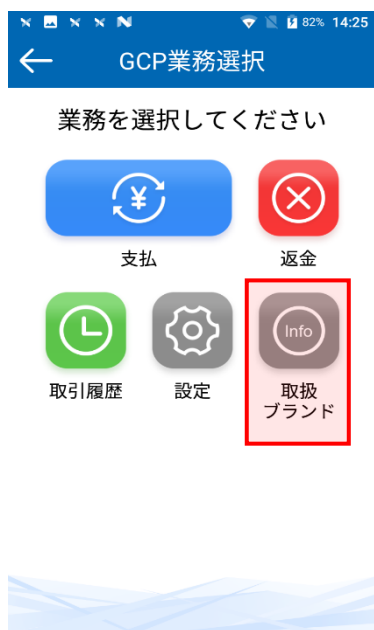 82% 14:25
GCP業務選択
業務を選択してください
支払
返金
Info
取引履歴
設定
取扱
ブランド